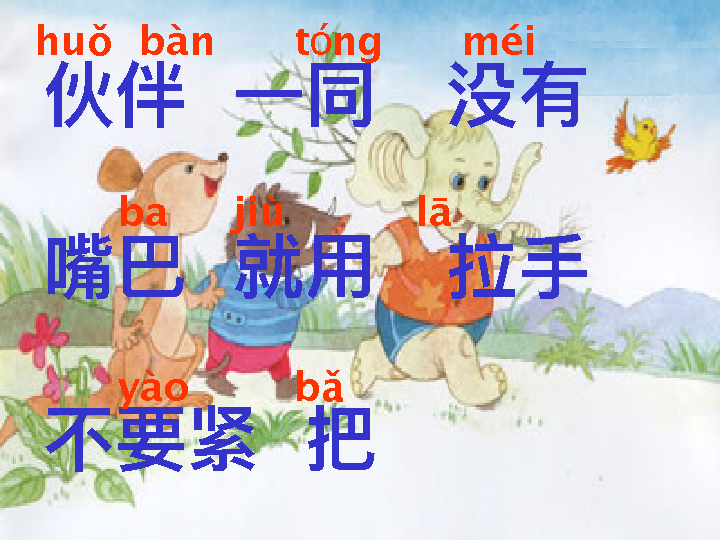 huǒ bàn tóng méi
伙伴 一同 没有
ba jiù lā
嘴巴 就用 拉手
yào bǎ
不要紧 把